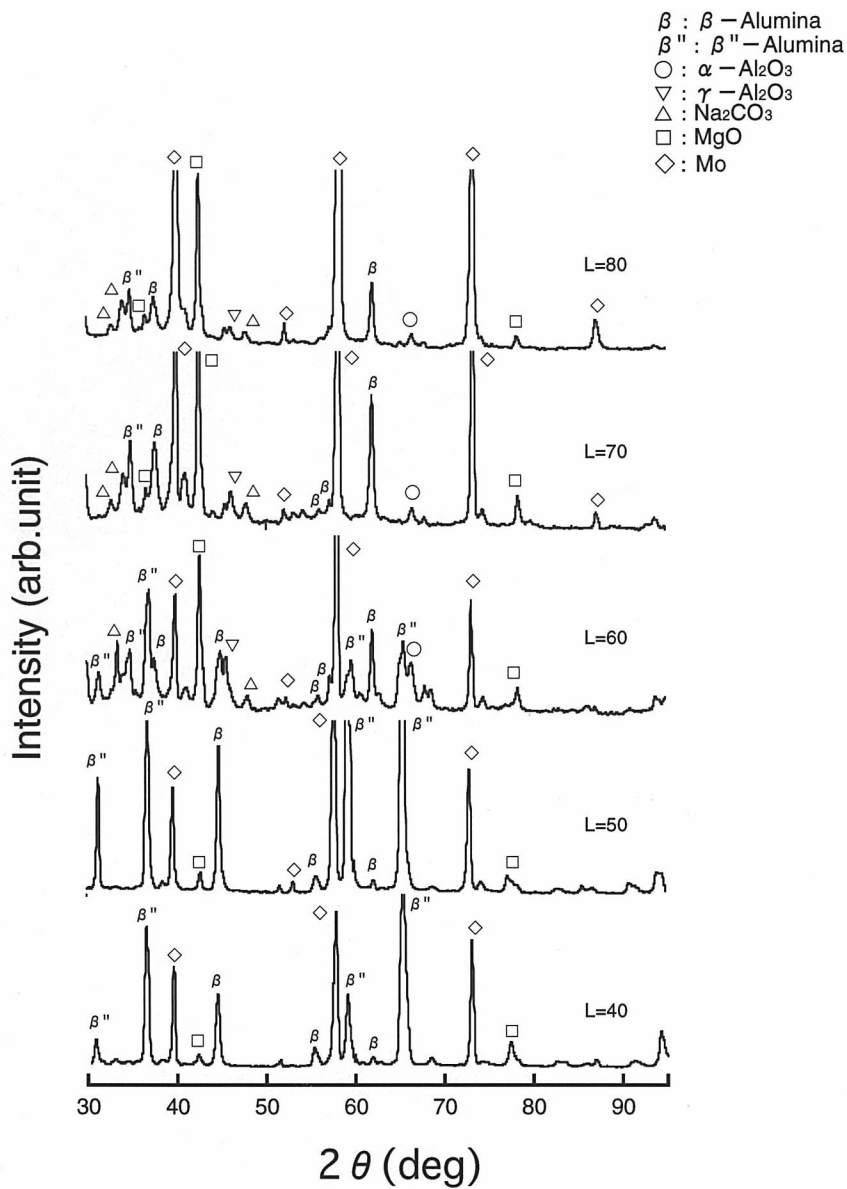 β : β－Alumina
β" : β"－Alumina
○ : α－Al₂O₃
▽ : γ－Al₂O₃
△ : Na₂CO₃
□ : MgO
◇ : Mo
β"
β
β
L=80
β"
β
β
β
β
L=70
β"
β"
β"
β
β
β
β
β"
β
β"
L=60
β"
β"
β
β
β"
β
β"
L=50
β"
β"
β
β
β"
β
β"
L=40
Intensity (arb.unit)
30 40 50 60 70 80 90
2 θ (deg)